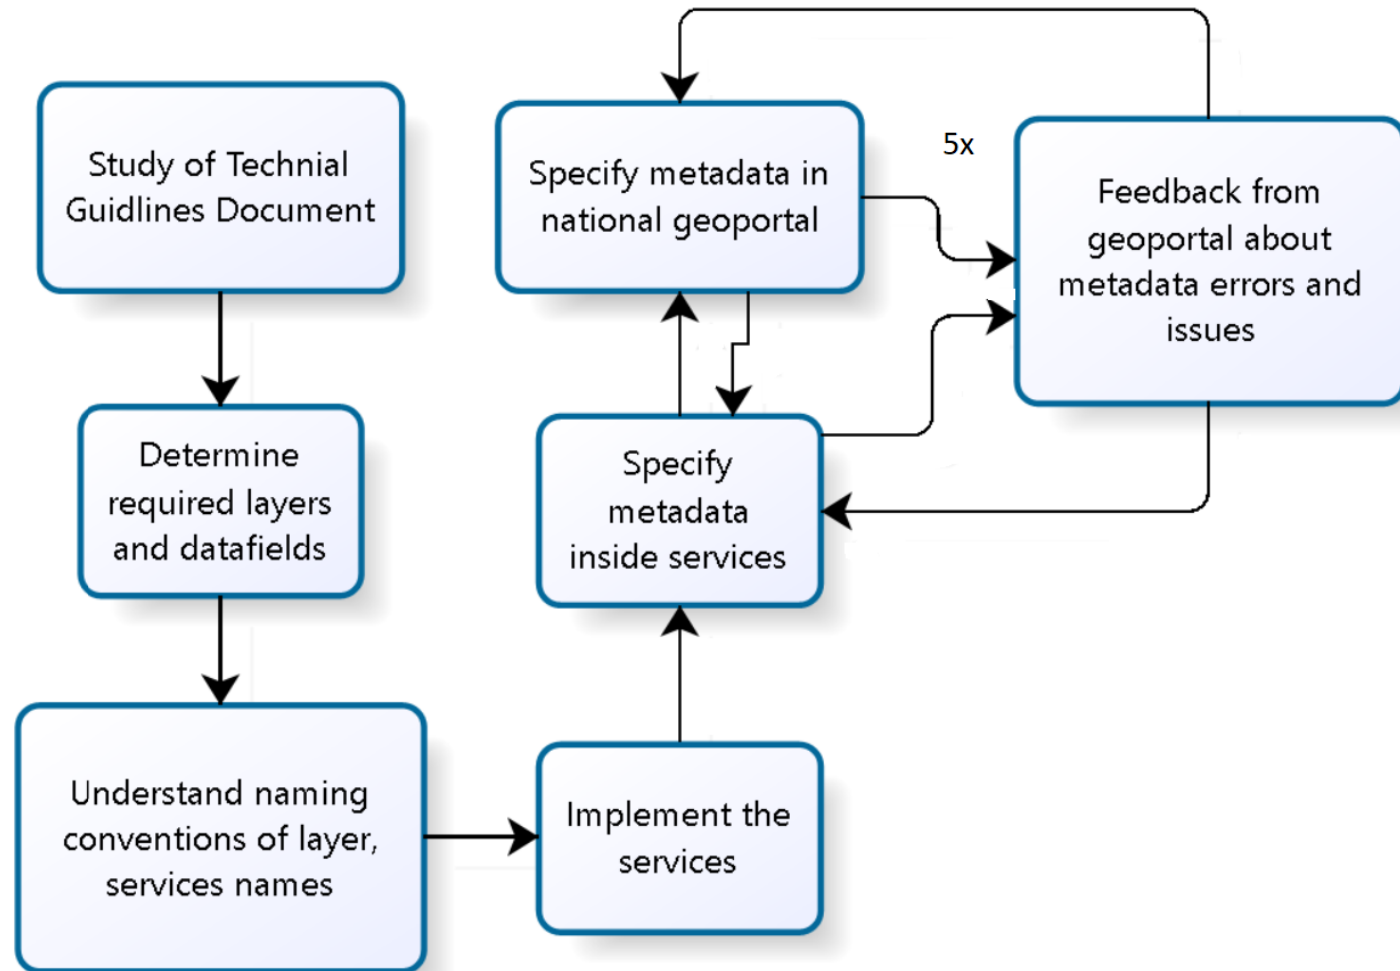 Study of Technial
Guidlines Document
Determine
required layers
and datafields
Understand naming
conventions of layer,
services names
Implement the
services
Specify
metadata
inside services
Specify metadata in
national geoportal
5x
Feedback from
geoportal about
metadata errors and
issues